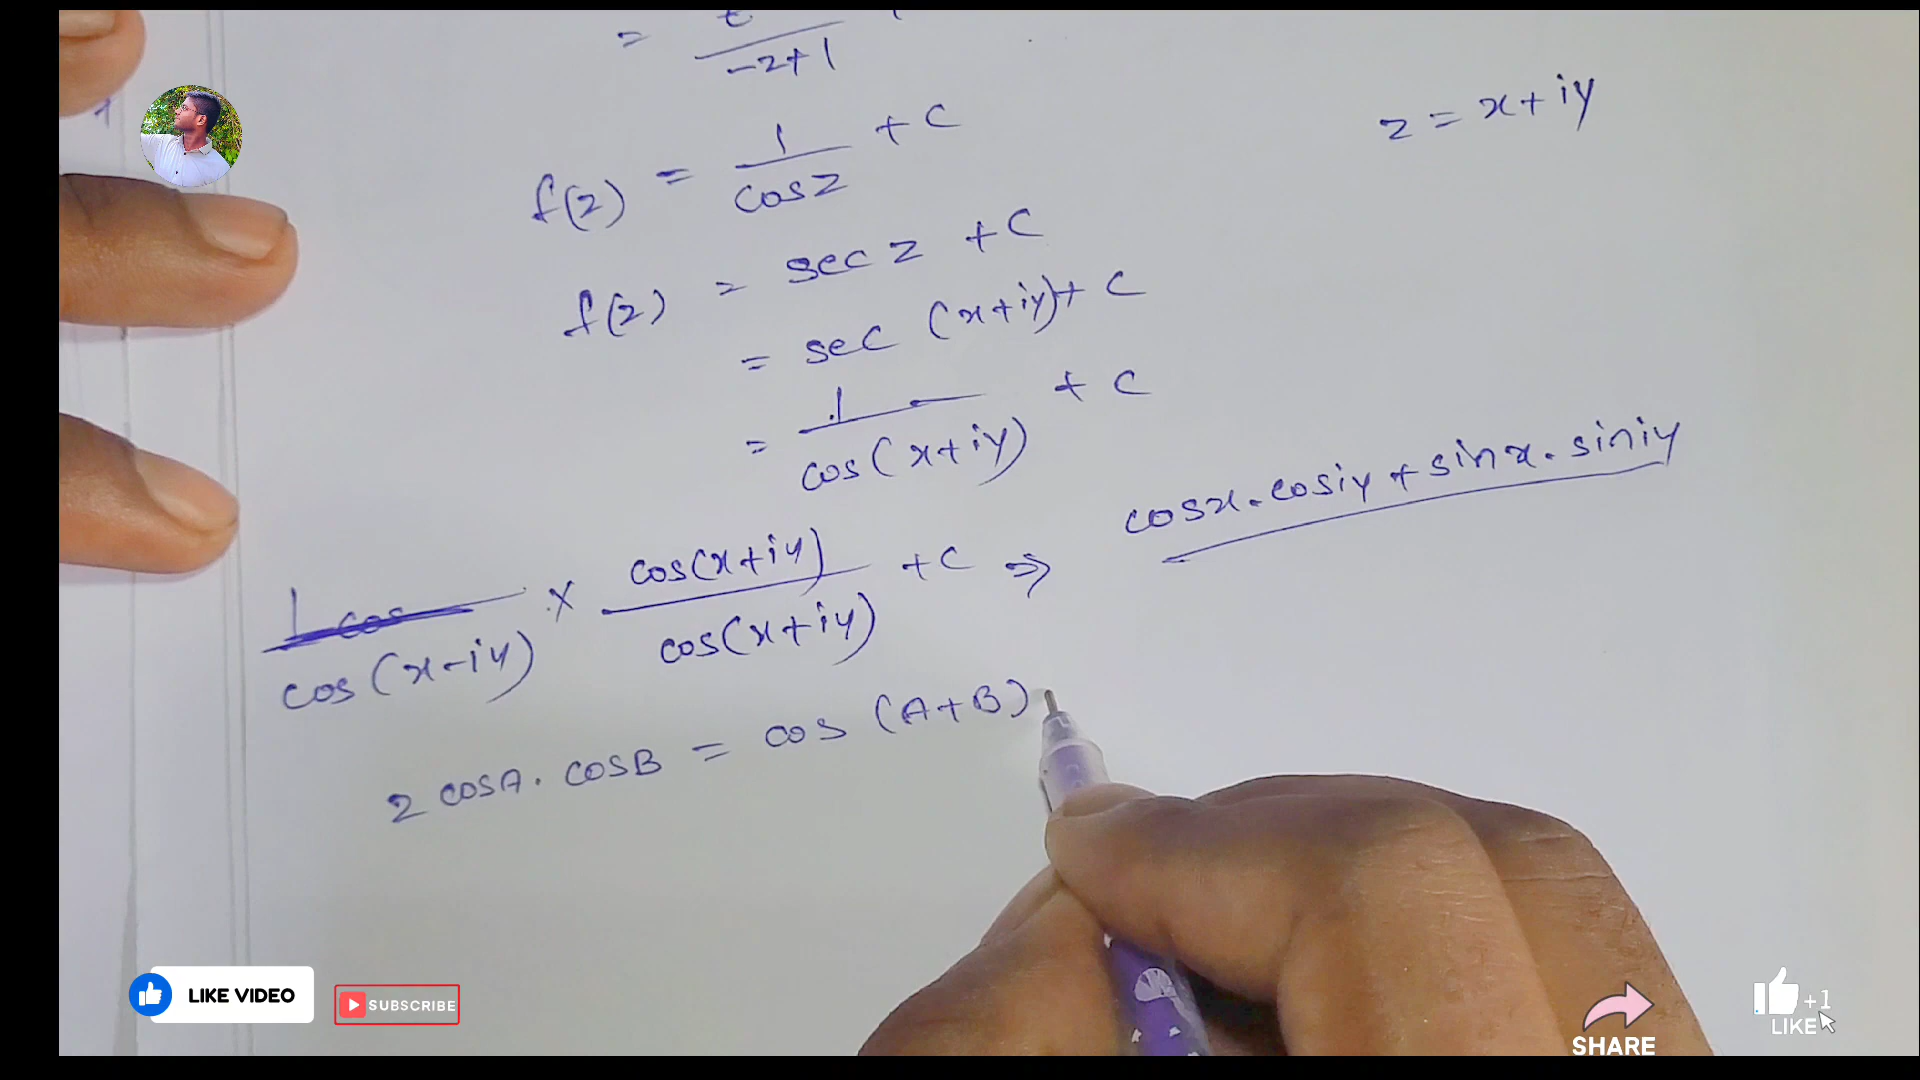 = t
-2+1
z = x+iy
f(z) = 1/cosz +c
f(z) = sec z +c
= sec (x+iy)+c
= 1/cos(x+iy) + c
cosx.cosiy+sinx.siniy
1 cos/cos(x-iy) × cos(x+iy)/cos(x+iy) +c ⇒
2 cosA.cosB = cos (A+B)
LIKE VIDEO
SUBSCRIBE
+1
LIKE
SHARE